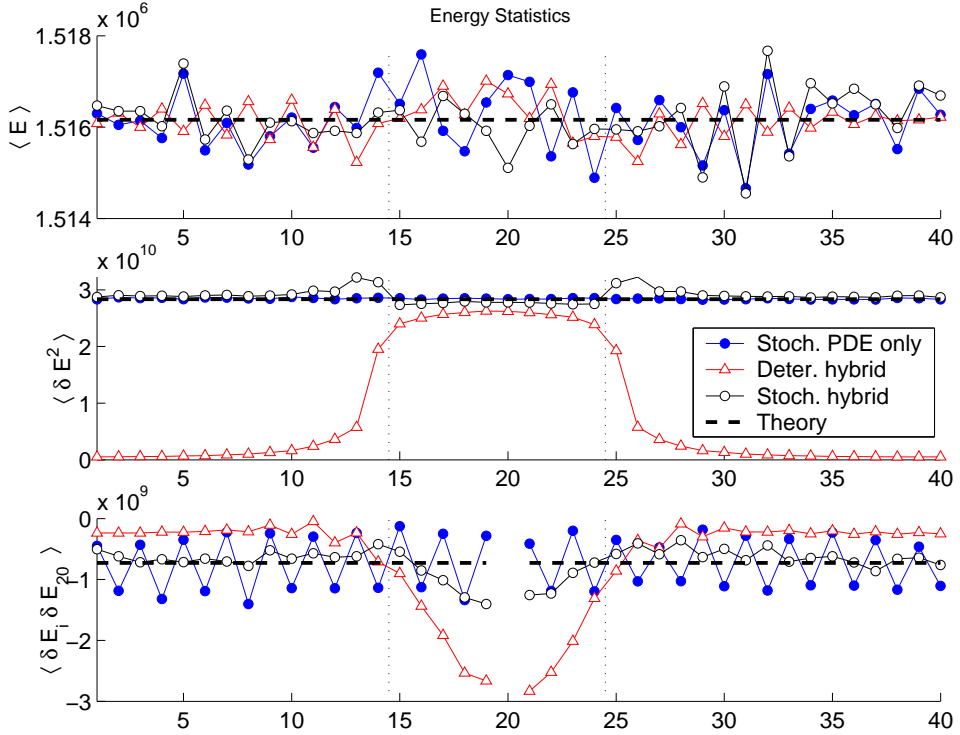 Energy Statistics
x 10^6
1.518
1.516
1.514
⟨ E ⟩
5 10 15 20 25 30 35 40
x 10^10
3
2
1
0
⟨ δ E^2 ⟩
Stoch. PDE only
Deter. hybrid
Stoch. hybrid
Theory
5 10 15 20 25 30 35 40
x 10^9
0
−1
−2
−3
⟨ δ E_i δ E_20 ⟩
5 10 15 20 25 30 35 40